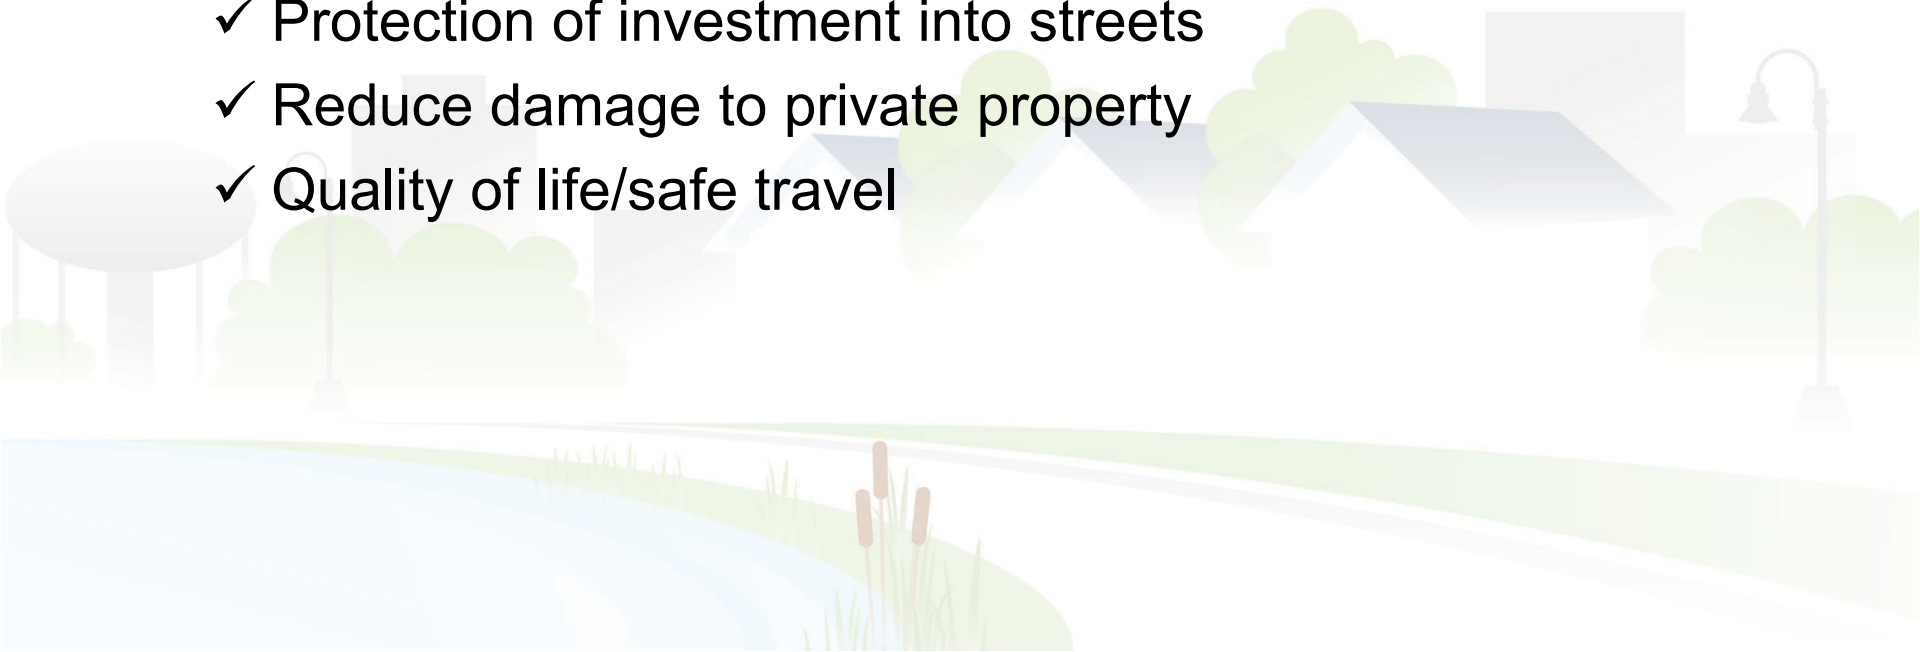 ✓ Protection of investment into streets
✓ Reduce damage to private property
✓ Quality of life/safe travel